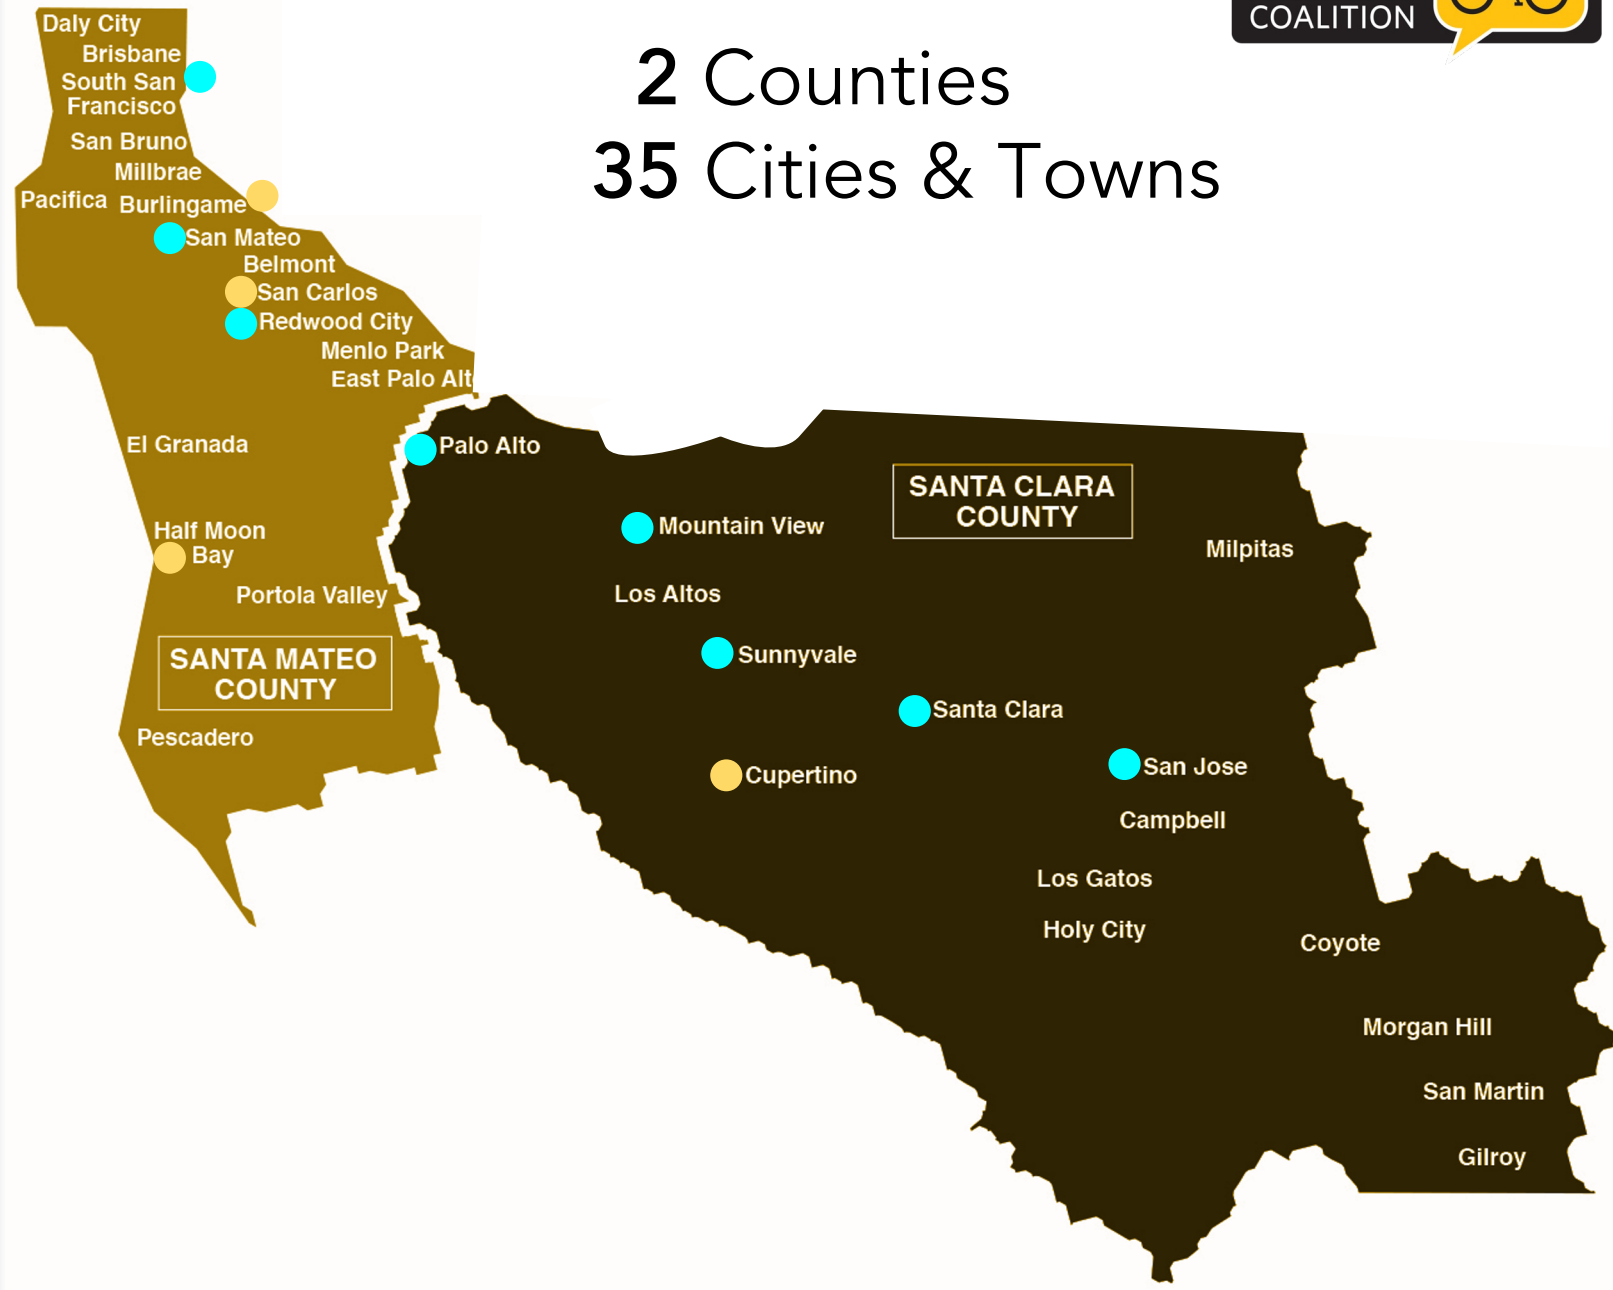 COALITION
2 Counties
35 Cities & Towns
Daly City
Brisbane
South San
Francisco
San Bruno
Millbrae
Pacifica
Burlingame
San Mateo
Belmont
San Carlos
Redwood City
Menlo Park
East Palo Alt
El Granada
Half Moon
Bay
Portola Valley
SANTA MATEO
COUNTY
Pescadero
Palo Alto
SANTA CLARA
COUNTY
Mountain View
Milpitas
Los Altos
Sunnyvale
Santa Clara
San Jose
Cupertino
Campbell
Los Gatos
Holy City
Coyote
Morgan Hill
San Martin
Gilroy